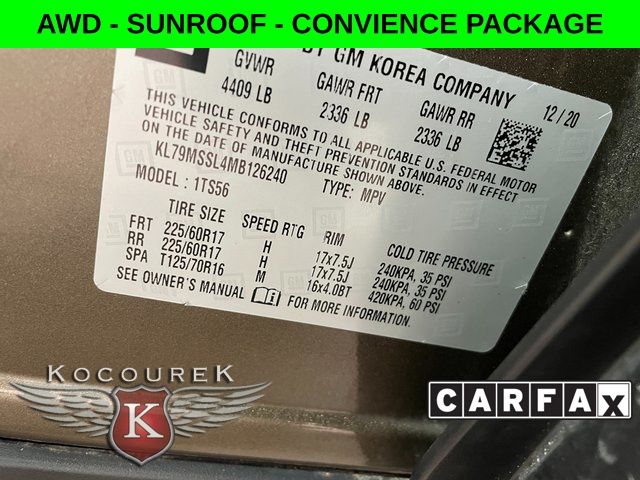 AWD - SUNROOF - CONVIENCE PACKAGE
BY GM KOREA COMPANY
GVWR GAWR FRT GAWR RR 12/20
4409 LB 2336 LB 2336 LB
THIS VEHICLE CONFORMS TO ALL APPLICABLE U.S. FEDERAL MOTOR
VEHICLE SAFETY AND THEFT PREVENTION STANDARDS IN EFFECT
ON THE DATE OF MANUFACTURE SHOWN ABOVE.
KL79MSSL4MB126240
MODEL : 1TS56 TYPE: MPV
TIRE SIZE SPEED RTG RIM COLD TIRE PRESSURE
FRT 225/60R17 H 17x7.5J 240KPA, 35 PSI
RR 225/60R17 H 17x7.5J 240KPA, 35 PSI
SPA T125/70R16 M 16x4.0BT 420KPA, 60 PSI
SEE OWNER'S MANUAL FOR MORE INFORMATION
KOCOUREK
K
CARFAX